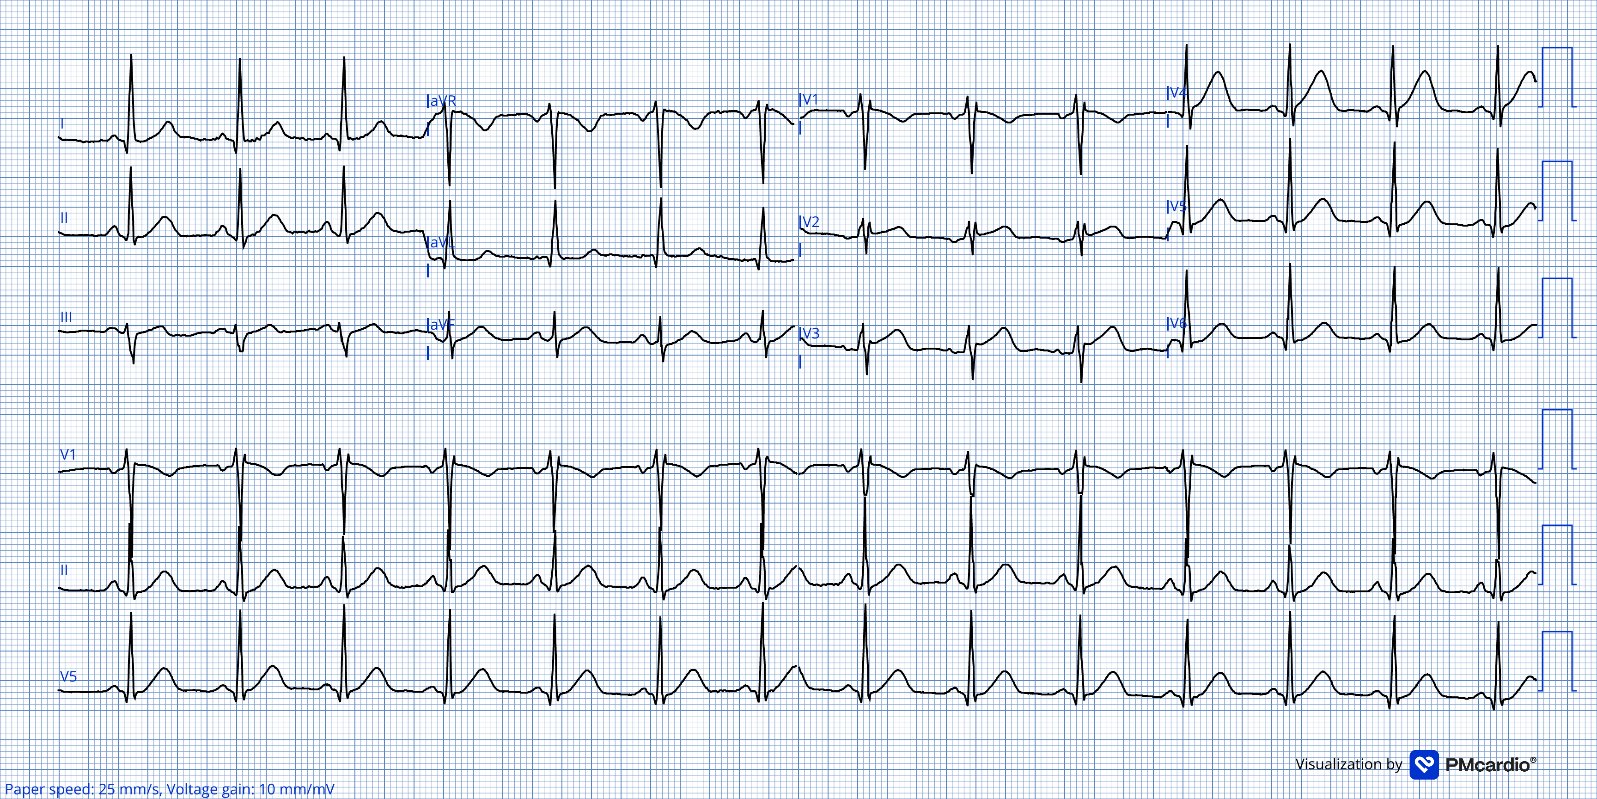 I
aVR
V1
V4
II
aVL
V2
V5
III
aVF
V3
V6
V1
II
V5
Visualization by PMcardio®
Paper speed: 25 mm/s, Voltage gain: 10 mm/mV